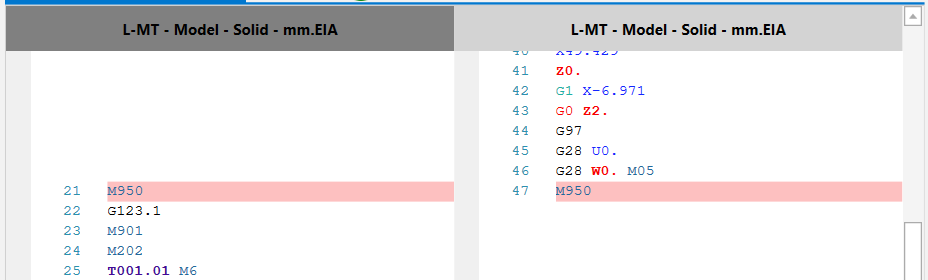 L-MT - Model - Solid - mm.EIA
21 M950
22 G123.1
23 M901
24 M202
25 T001.01 M6
L-MT - Model - Solid - mm.EIA
40 X49.429
41 Z0.
42 G1 X-6.971
43 G0 Z2.
44 G97
45 G28 U0.
46 G28 W0. M05
47 M950